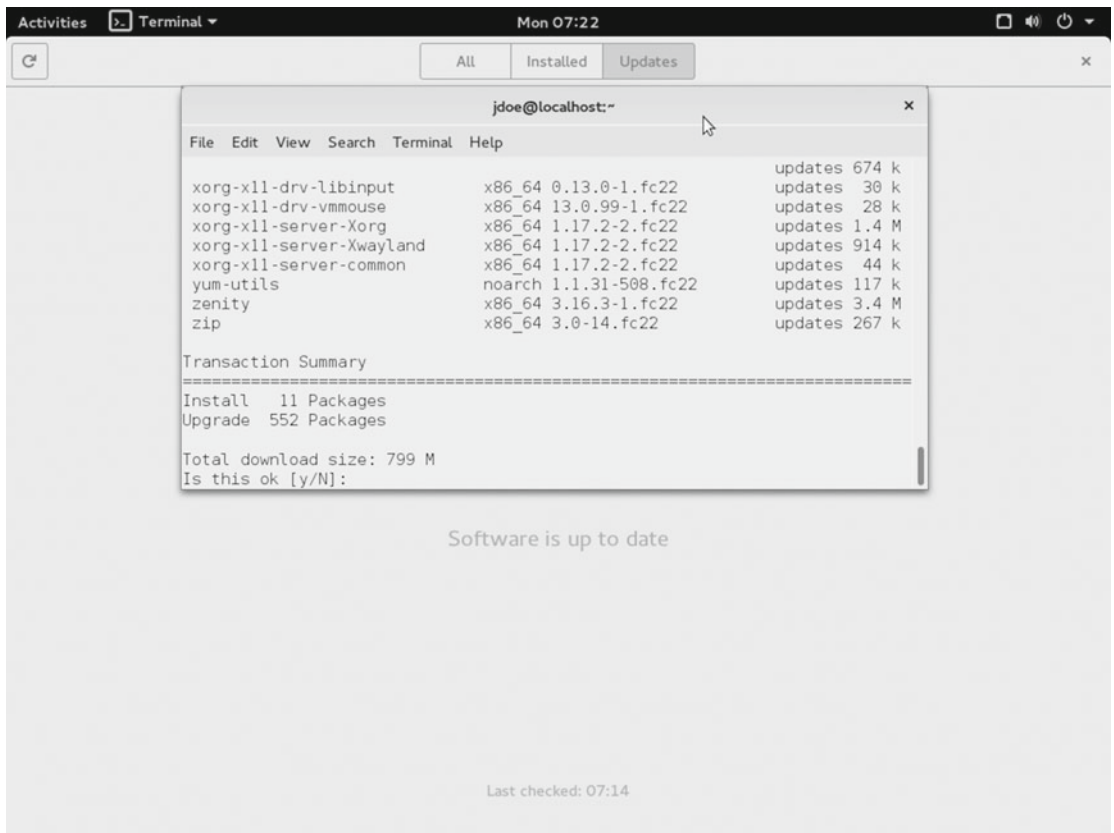 Activities Terminal Mon 07:22
All Installed Updates
jdoe@localhost:~
File Edit View Search Terminal Help
updates 674 k
xorg-x11-drv-libinput x86_64 0.13.0-1.fc22 updates 30 k
xorg-x11-drv-vmmouse x86_64 13.0.99-1.fc22 updates 28 k
xorg-x11-server-Xorg x86_64 1.17.2-2.fc22 updates 1.4 M
xorg-x11-server-Xwayland x86_64 1.17.2-2.fc22 updates 914 k
xorg-x11-server-common x86_64 1.17.2-2.fc22 updates 44 k
yum-utils noarch 1.1.31-508.fc22 updates 117 k
zenity x86_64 3.16.3-1.fc22 updates 3.4 M
zip x86_64 3.0-14.fc22 updates 267 k
Transaction Summary
================================================================================
Install 11 Packages
Upgrade 552 Packages
Total download size: 799 M
Is this ok [y/N]:
Software is up to date
Last checked: 07:14